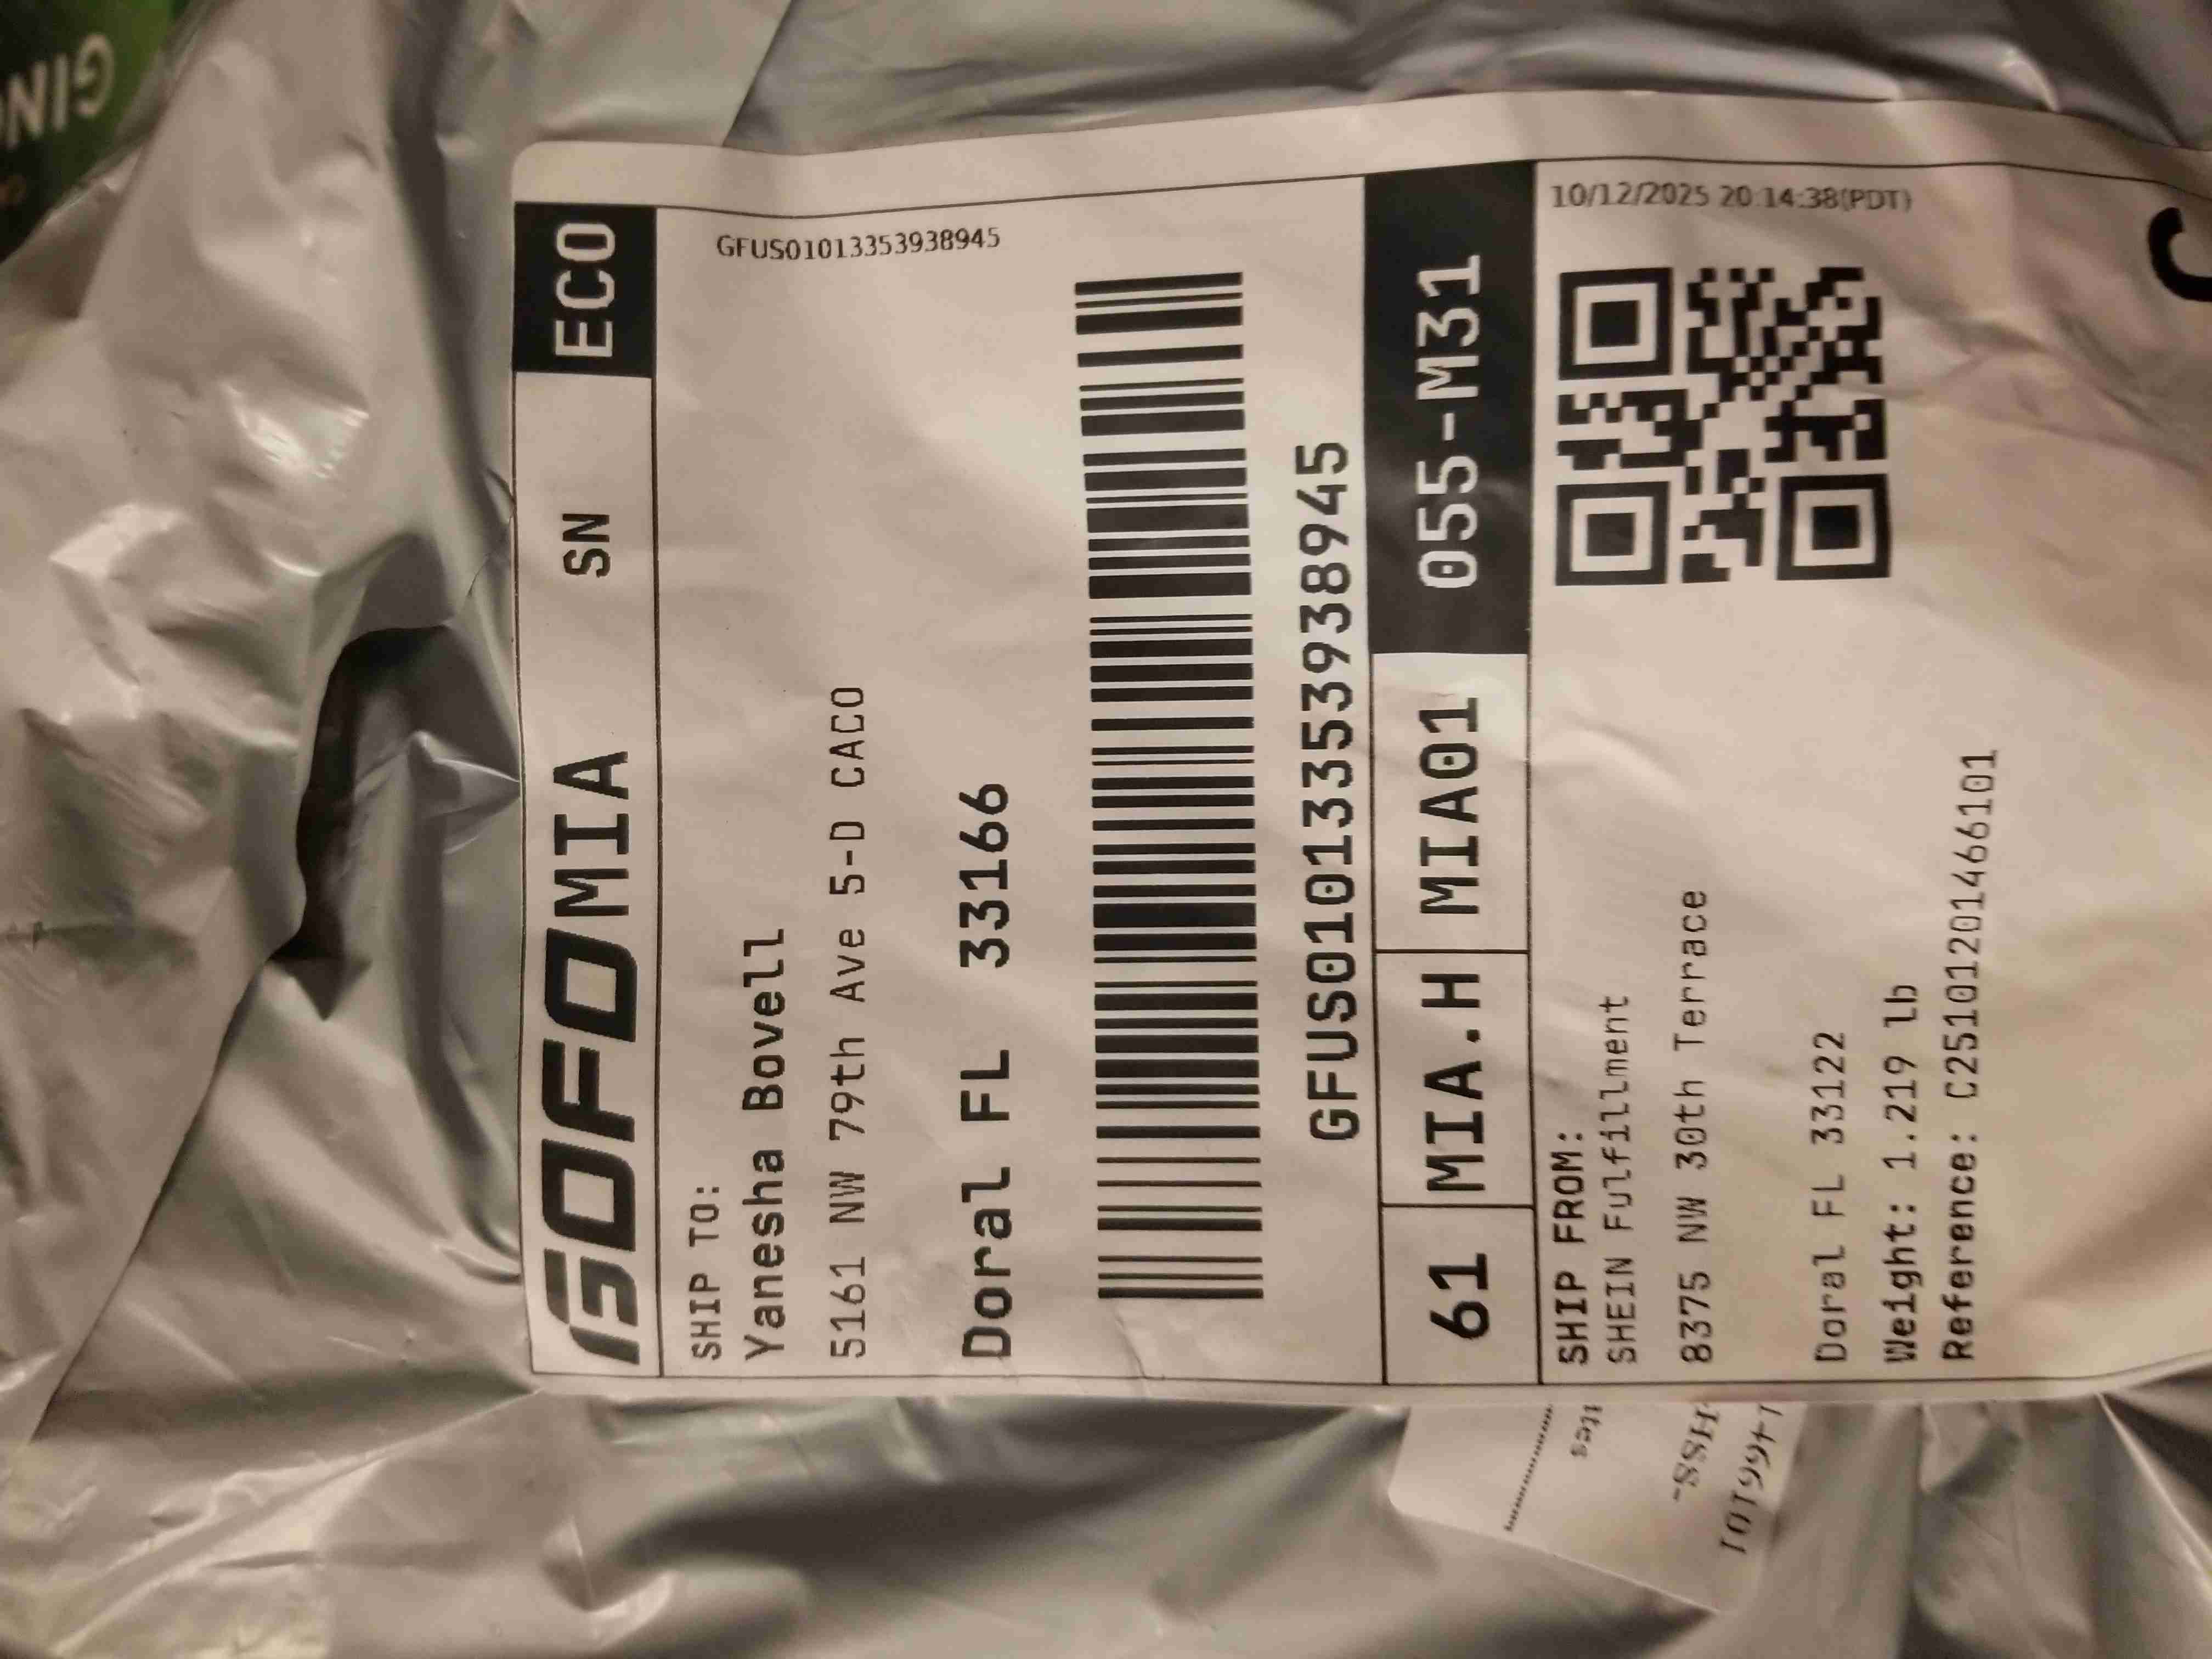 GOFO MIA SN ECO
GFUS01013353938945
SHIP TO:
Yanesha Bovell
5161 NW 79th Ave 5-D CACO
Doral FL 33166
GFUS01013353938945
61 MIA.H MIA01 055-M31
10/12/2025 20:14:38(PDT)
SHIP FROM:
SHEIN Fulfillment
8375 NW 30th Terrace
Doral FL 33122
Weight: 1.219 lb
Reference: C25101201466101